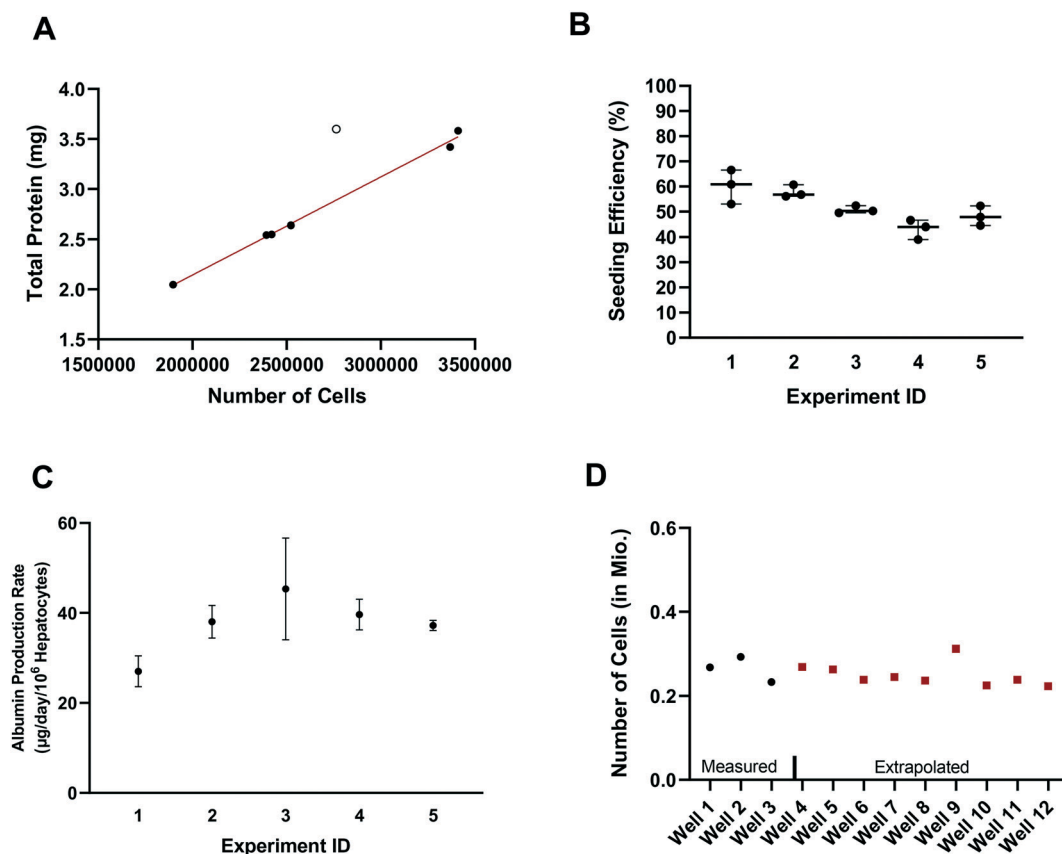 A
4.0
3.5
3.0
2.5
2.0
1.5
Total Protein (mg)
1500000 2000000 2500000 3000000 3500000
Number of Cells
B
100
90
80
70
60
50
40
30
20
10
0
Seeding Efficiency (%)
1 2 3 4 5
Experiment ID
C
60
40
20
0
Albumin Production Rate
(µg/day/10⁶ Hepatocytes)
1 2 3 4 5
Experiment ID
D
0.6
0.4
0.2
0.0
Number of Cells (in Mio.)
Measured Extrapolated
Well 1 Well 2 Well 3 Well 4 Well 5 Well 6 Well 7 Well 8 Well 9 Well 10 Well 11 Well 12